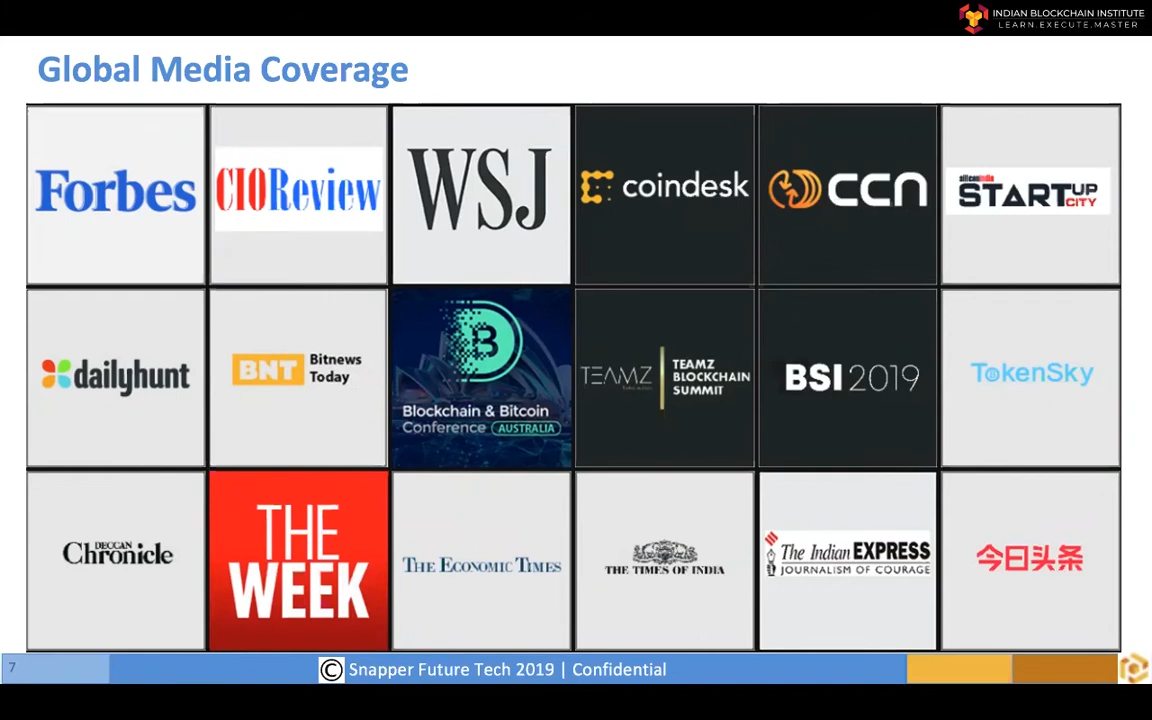 INDIAN BLOCKCHAIN INSTITUTE
LEARN.EXECUTE.MASTER
Global Media Coverage
Forbes
CIOReview
WSJ
coindesk
CCN
siliconindia
STARTUP
CITY
dailyhunt
BNT Bitnews
Today
Blockchain & Bitcoin
Conference AUSTRALIA
TEAMZ
TEAMZ
BLOCKCHAIN
SUMMIT
BSI 2019
TokenSky
DECCAN
Chronicle
THE
WEEK
THE ECONOMIC TIMES
THE TIMES OF INDIA
The Indian EXPRESS
JOURNALISM OF COURAGE
今日头条
7
© Snapper Future Tech 2019 | Confidential